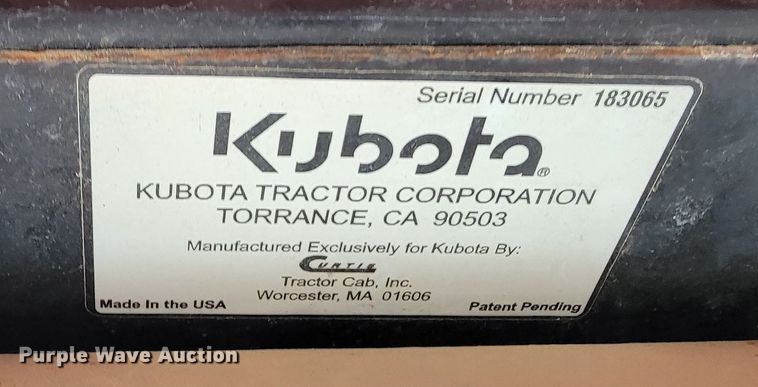 Serial Number 183065
Kubota®
KUBOTA TRACTOR CORPORATION
TORRANCE, CA 90503
Manufactured Exclusively for Kubota By:
CURTIS
Tractor Cab, Inc.
Worcester, MA 01606
Made In the USA
Patent Pending
Purple Wave Auction